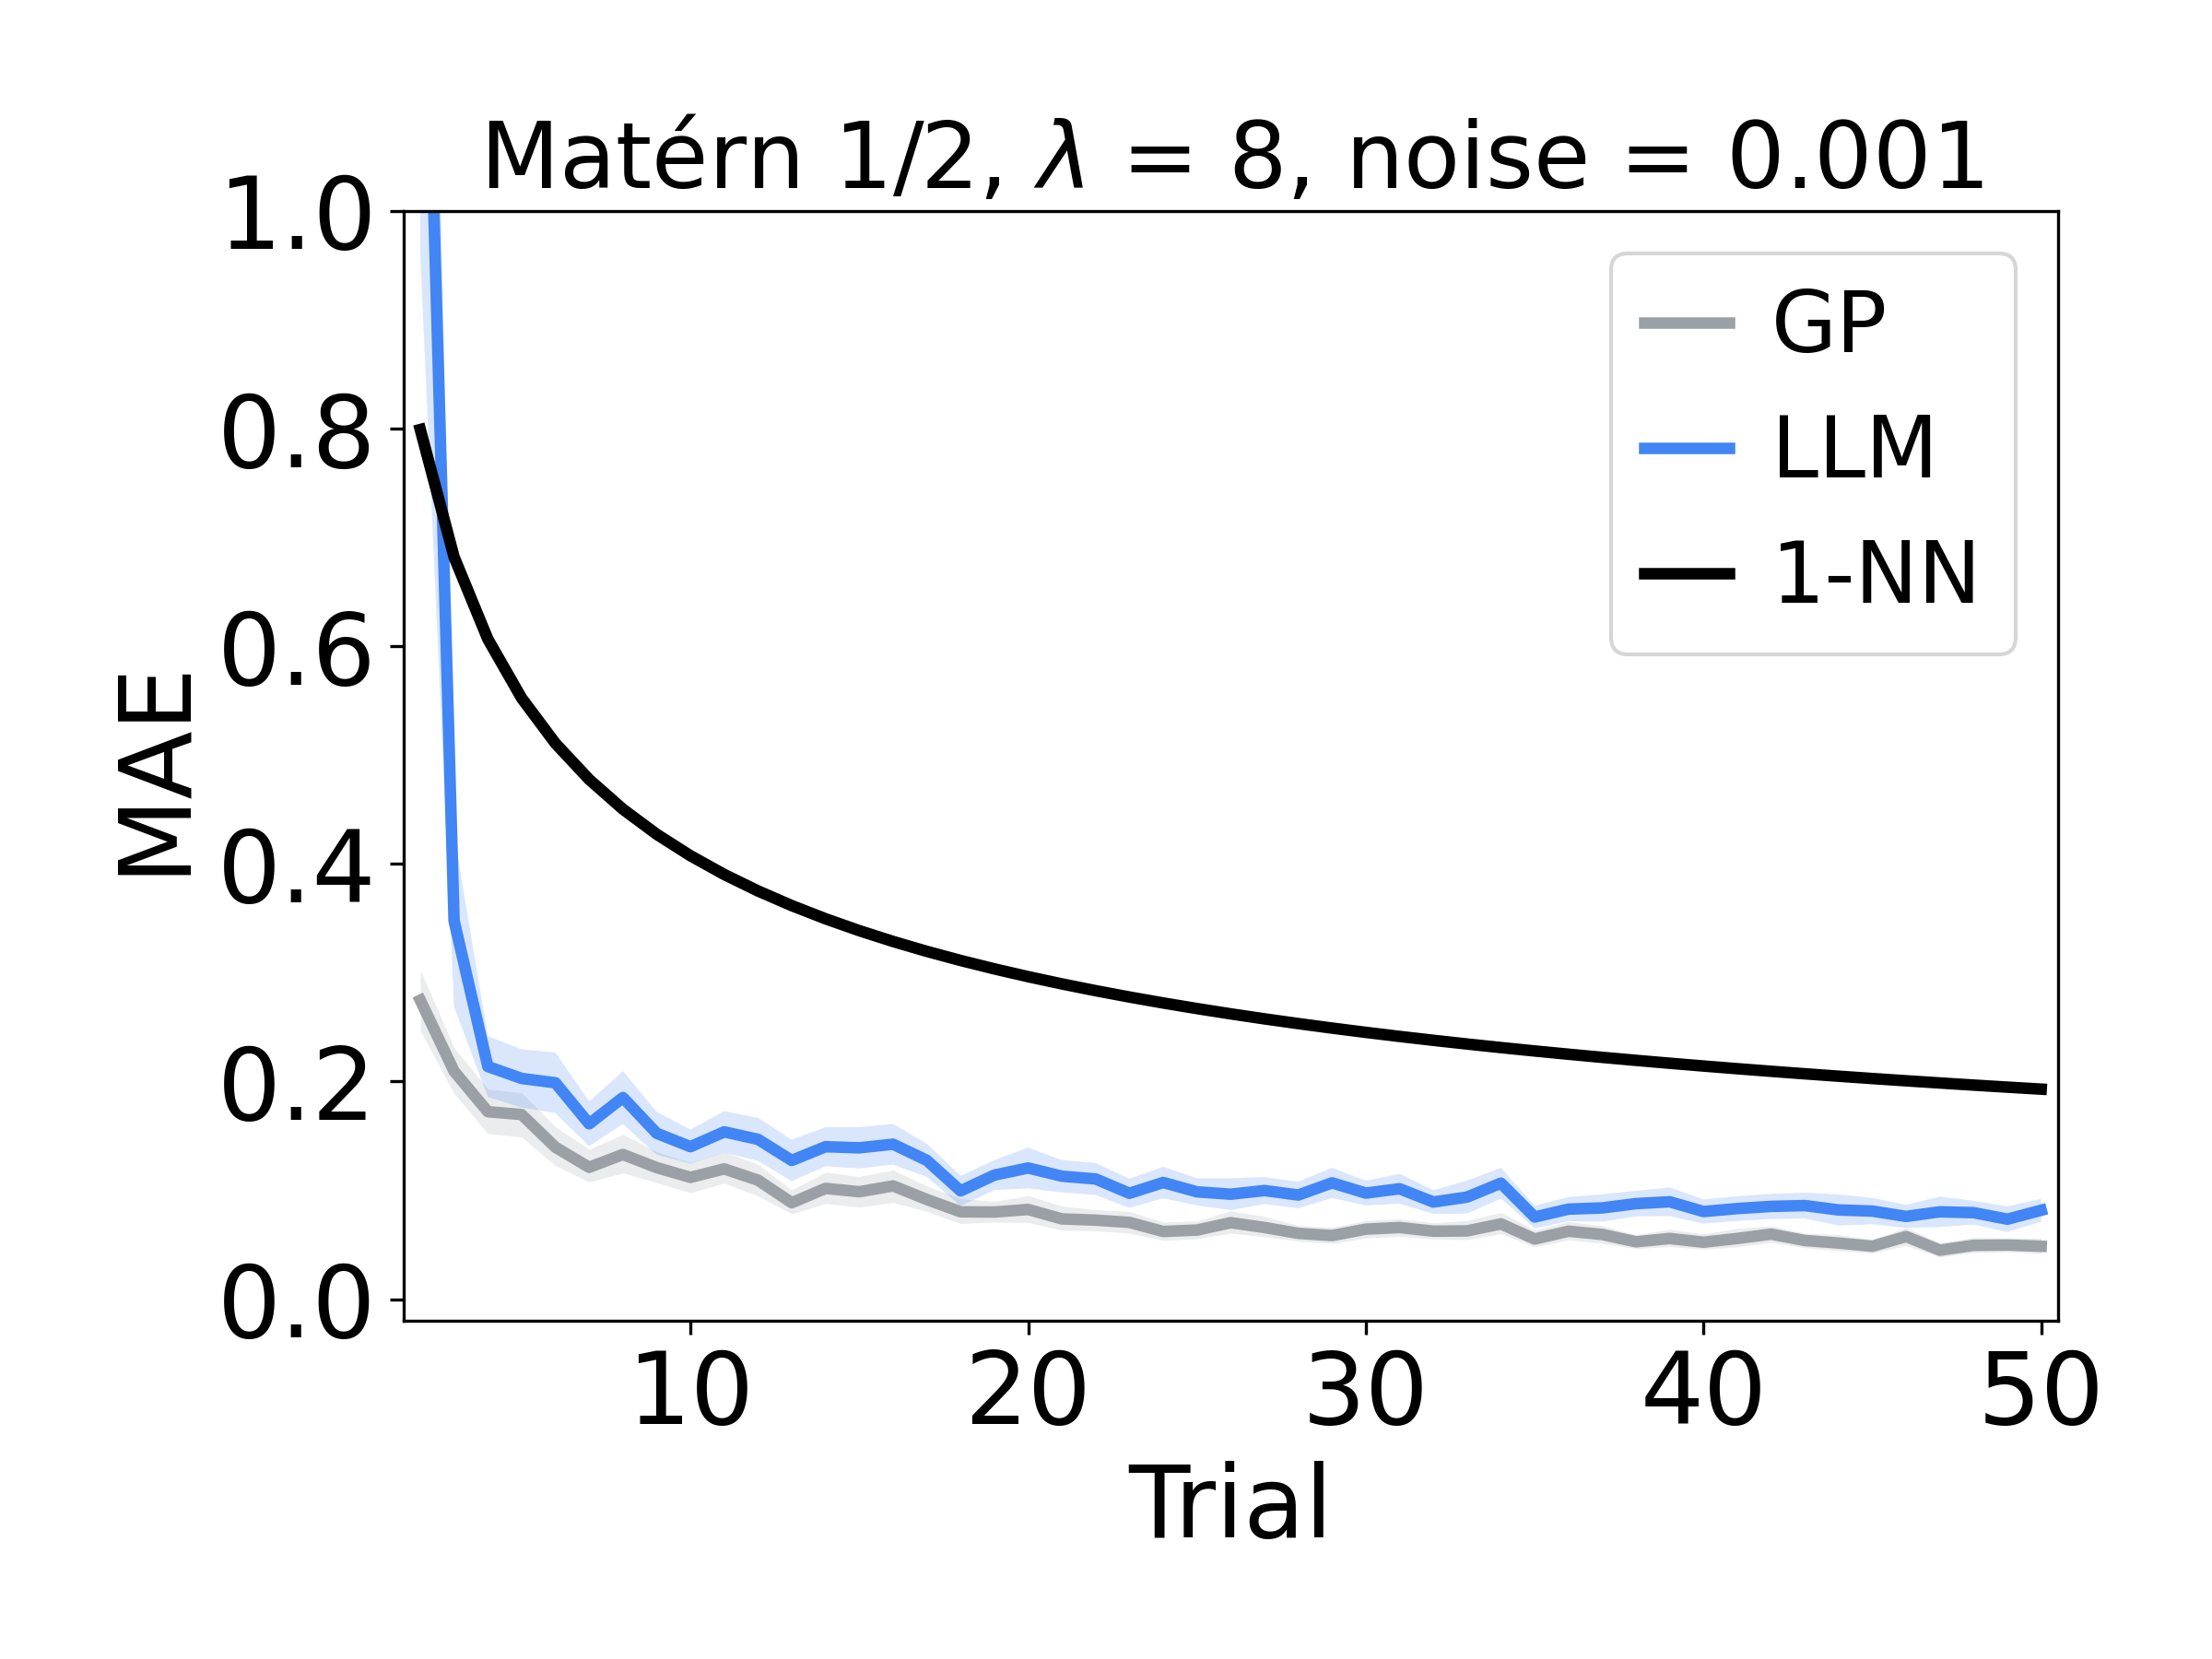 Matérn 1/2, λ = 8, noise = 0.001
1.0
0.8
0.6
0.4
0.2
0.0
MAE
GP
LLM
1-NN
10 20 30 40 50
Trial